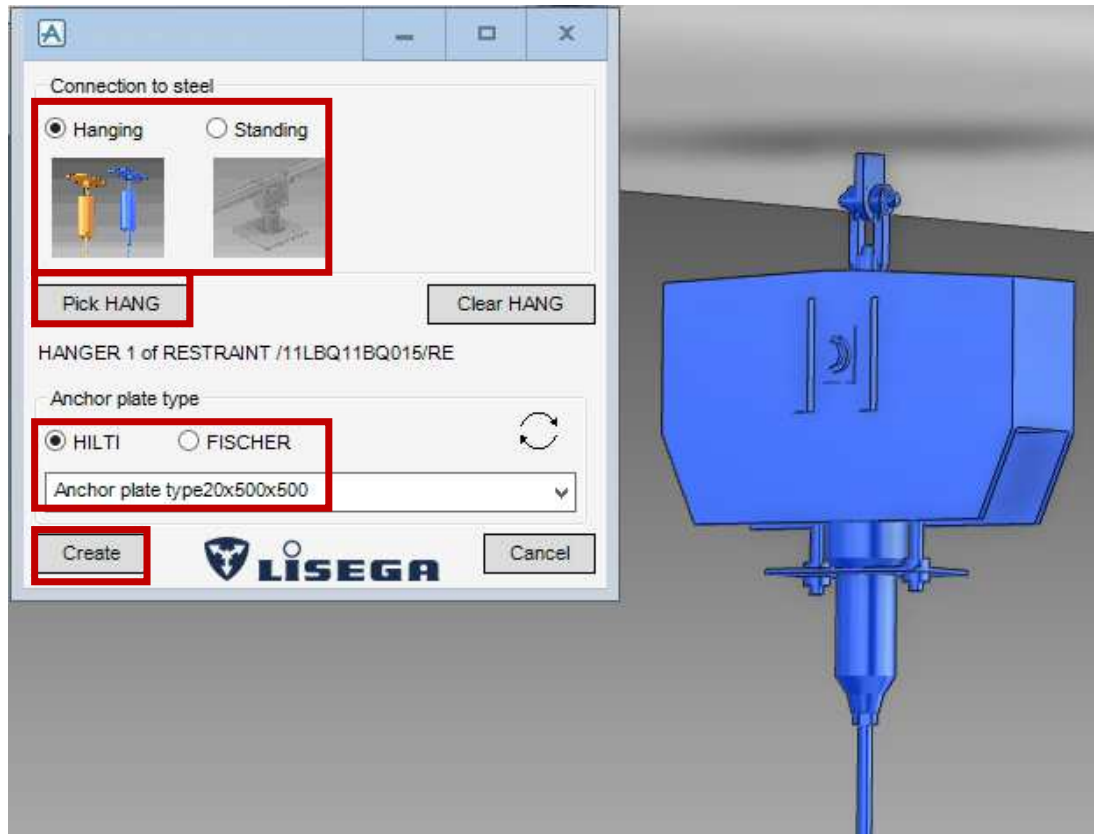 Connection to steel
Hanging Standing
Pick HANG Clear HANG
HANGER 1 of RESTRAINT /11LBQ11BQ015/RE
Anchor plate type
HILTI FISCHER
Anchor plate type20x500x500
Create LISEGA Cancel